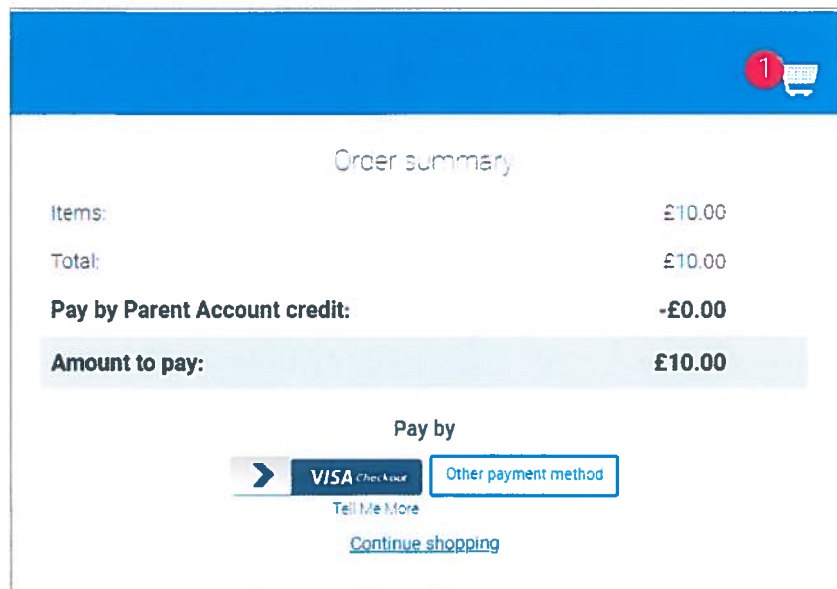 1
Order summary
Items: £10.00
Total: £10.00
Pay by Parent Account credit: -£0.00
Amount to pay: £10.00
Pay by
VISA Checkout Other payment method
Tell Me More
Continue shopping